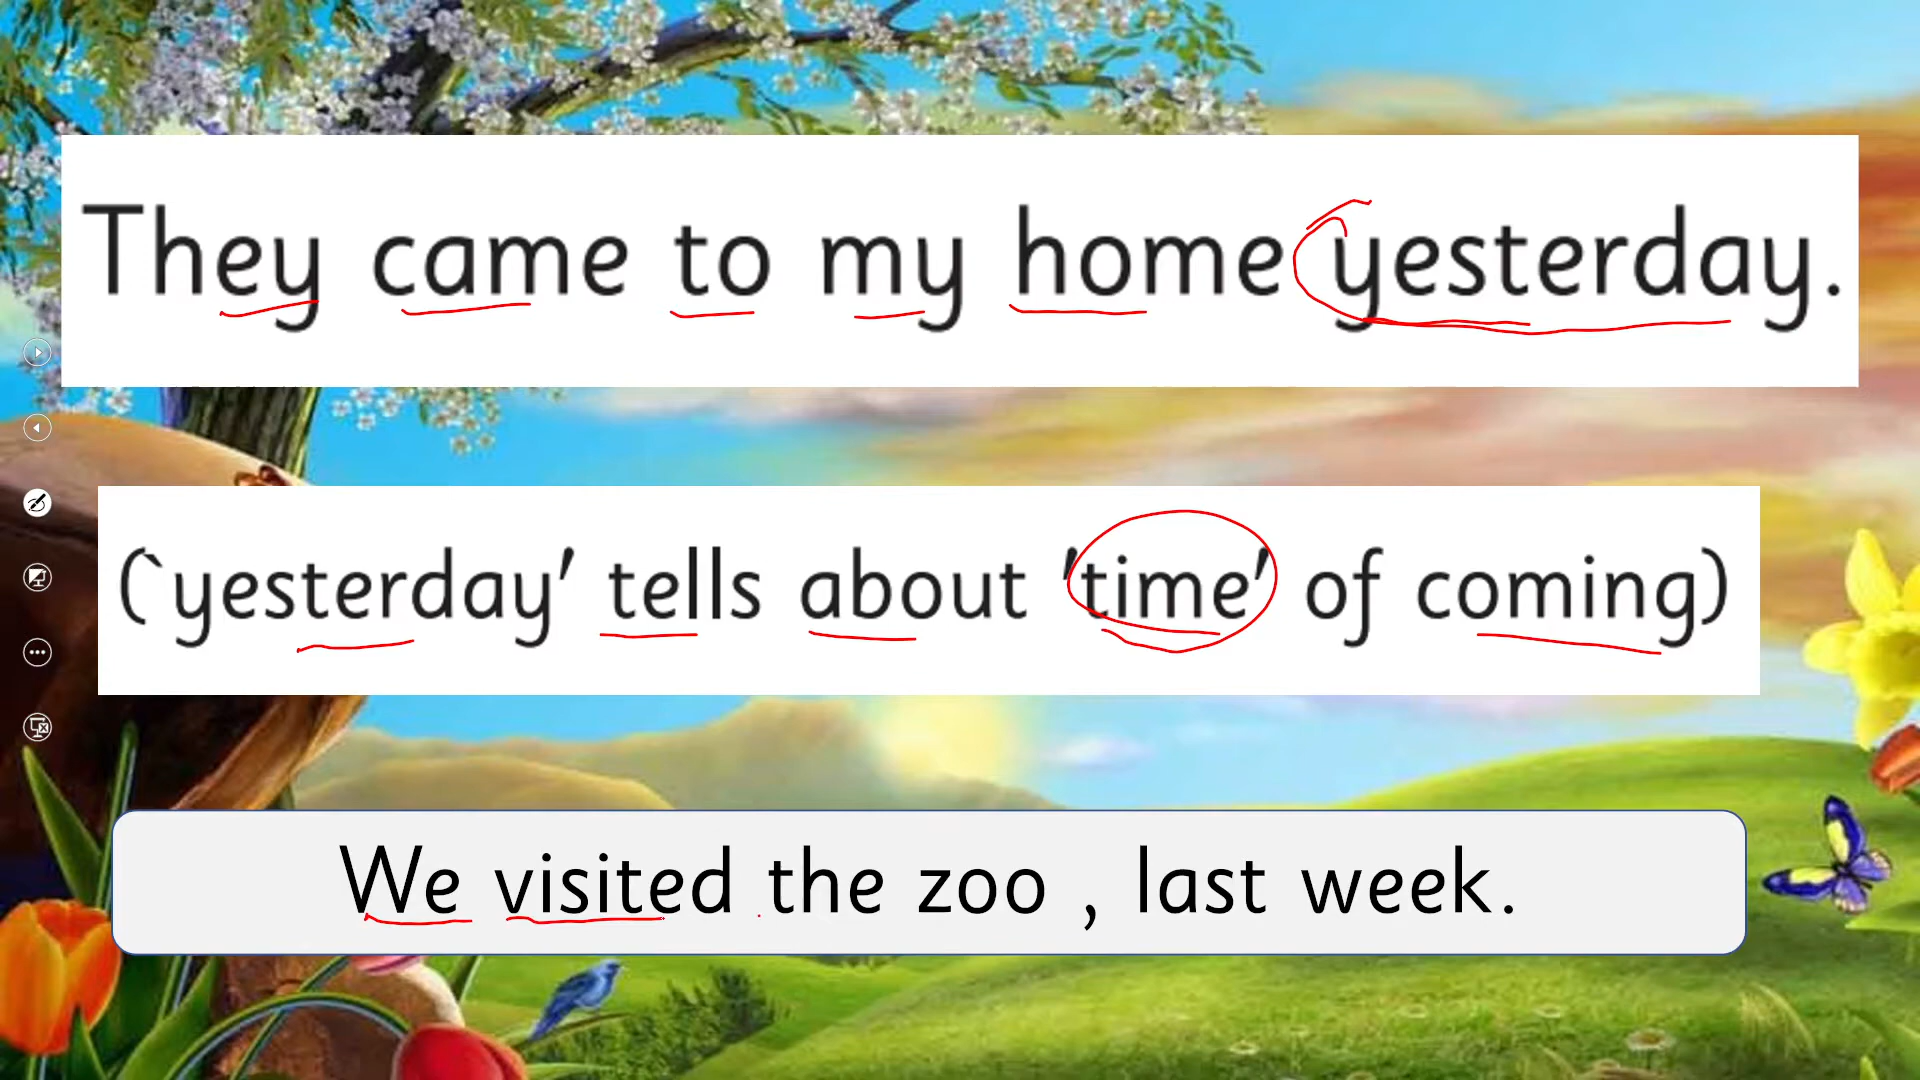 They came to my home yesterday.
(`yesterday' tells about 'time' of coming)
We visited the zoo , last week.